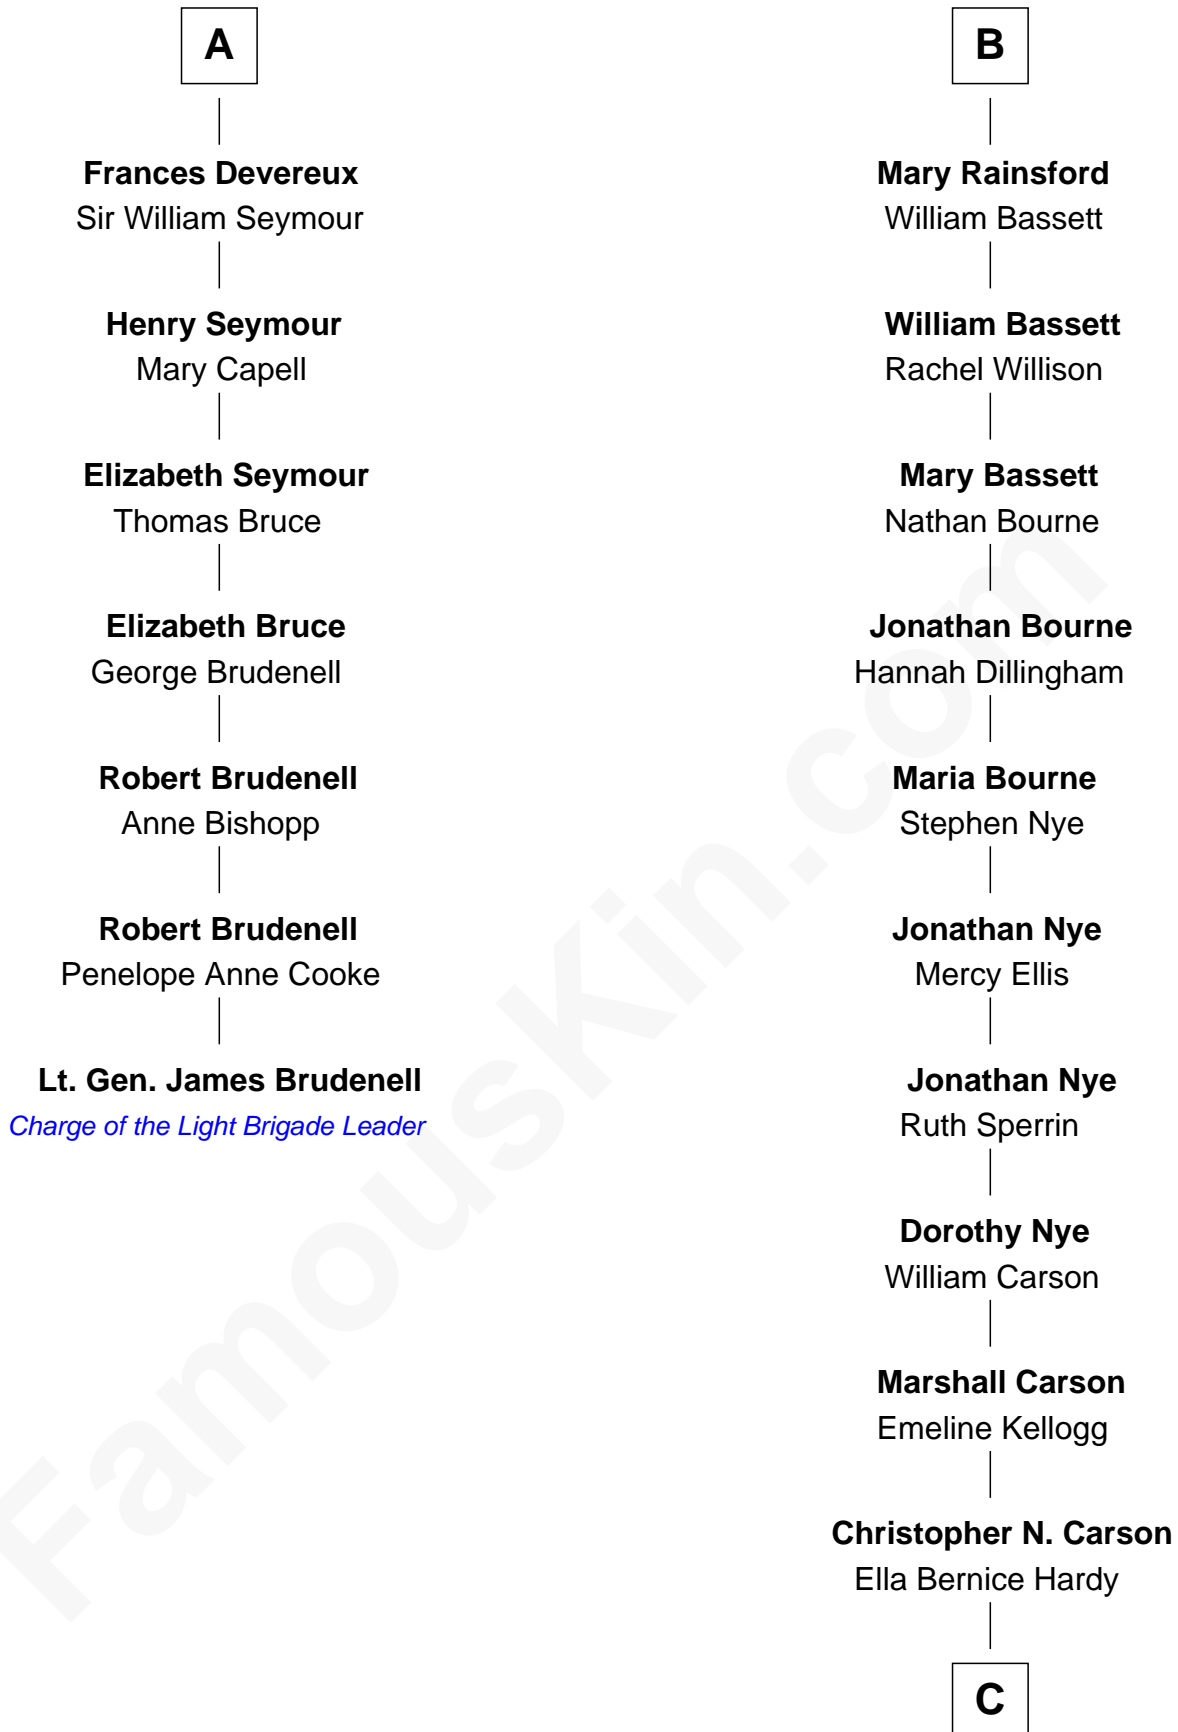 A
Frances Devereux
Sir William Seymour
Henry Seymour
Mary Capell
Elizabeth Seymour
Thomas Bruce
Elizabeth Bruce
George Brudenell
Robert Brudenell
Anne Bishopp
Robert Brudenell
Penelope Anne Cooke
Lt. Gen. James Brudenell
Charge of the Light Brigade Leader
B
Mary Rainsford
William Bassett
William Bassett
Rachel Willison
Mary Bassett
Nathan Bourne
Jonathan Bourne
Hannah Dillingham
Maria Bourne
Stephen Nye
Jonathan Nye
Mercy Ellis
Jonathan Nye
Ruth Sperrin
Dorothy Nye
William Carson
Marshall Carson
Emeline Kellogg
Christopher N. Carson
Ella Bernice Hardy
C
FamousKin.com